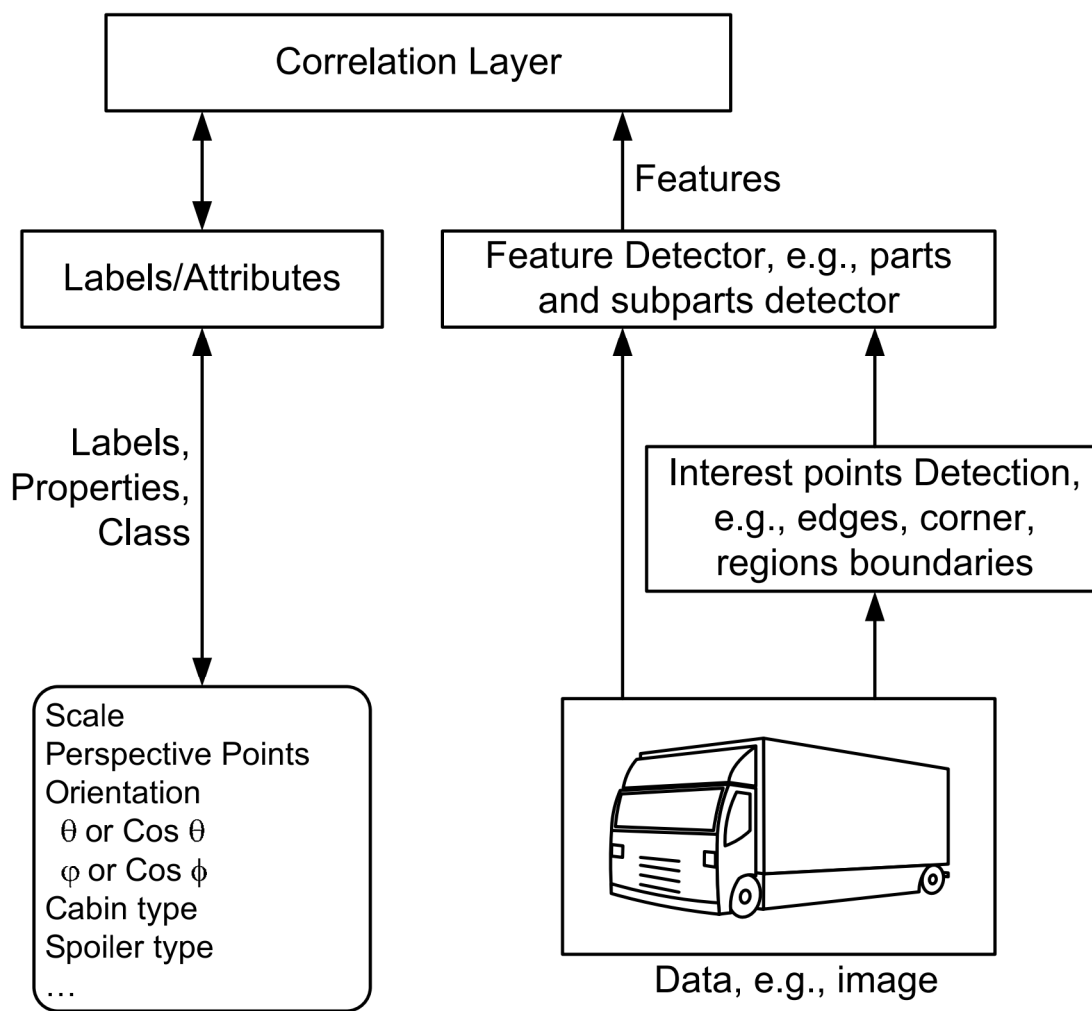 Correlation Layer
Features
Labels/Attributes
Feature Detector, e.g., parts
and subparts detector
Labels,
Properties,
Class
Interest points Detection,
e.g., edges, corner,
regions boundaries
Scale
Perspective Points
Orientation
θ or Cos θ
φ or Cos ϕ
Cabin type
Spoiler type
...
Data, e.g., image